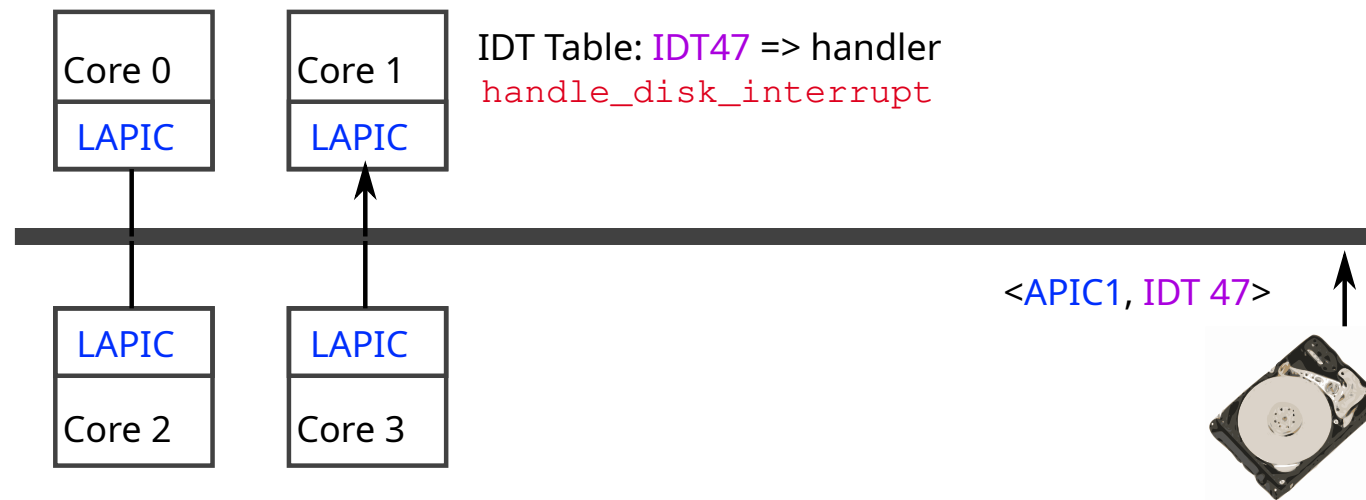 Core 0
LAPIC
Core 1
LAPIC
IDT Table: IDT47 => handler
handle_disk_interrupt
<APIC1, IDT 47>
LAPIC
Core 2
LAPIC
Core 3